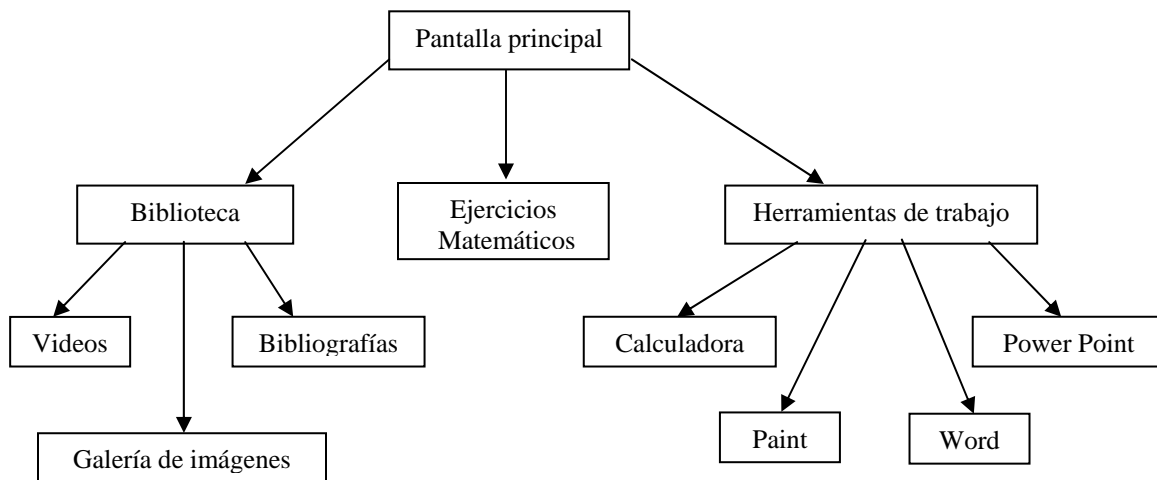 Pantalla principal
Biblioteca
Ejercicios
Matemáticos
Herramientas de trabajo
Videos
Bibliografías
Calculadora
Power Point
Galería de imágenes
Paint
Word